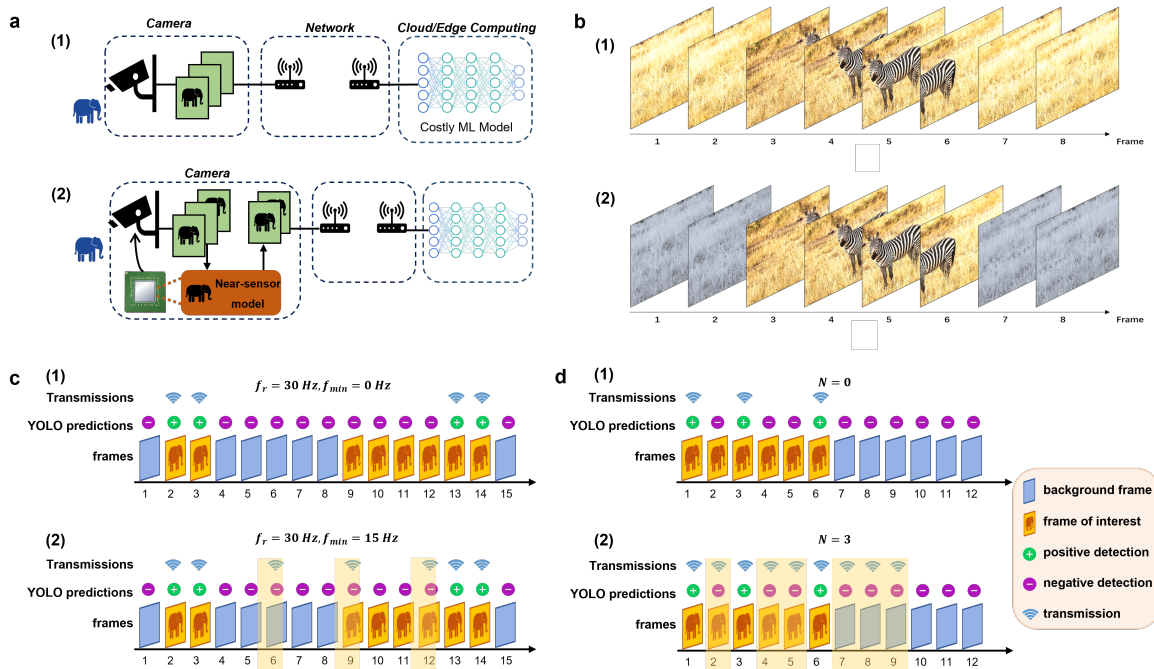 a
(1)
Camera
Network
Cloud/Edge Computing
Costly ML Model
(2)
Camera
Near-sensor
model
b
(1)
1 2 3 4 5 6 7 8 Frame
(2)
1 2 3 4 5 6 7 8 Frame
c
(1)
f_r = 30 Hz, f_min = 0 Hz
Transmissions
YOLO predictions
frames
1 2 3 4 5 6 7 8 9 10 11 12 13 14 15
(2)
f_r = 30 Hz, f_min = 15 Hz
Transmissions
YOLO predictions
frames
1 2 3 4 5 6 7 8 9 10 11 12 13 14 15
d
(1)
N = 0
Transmissions
YOLO predictions
frames
1 2 3 4 5 6 7 8 9 10 11 12
(2)
N = 3
Transmissions
YOLO predictions
frames
1 2 3 4 5 6 7 8 9 10 11 12
background frame
frame of interest
positive detection
negative detection
transmission